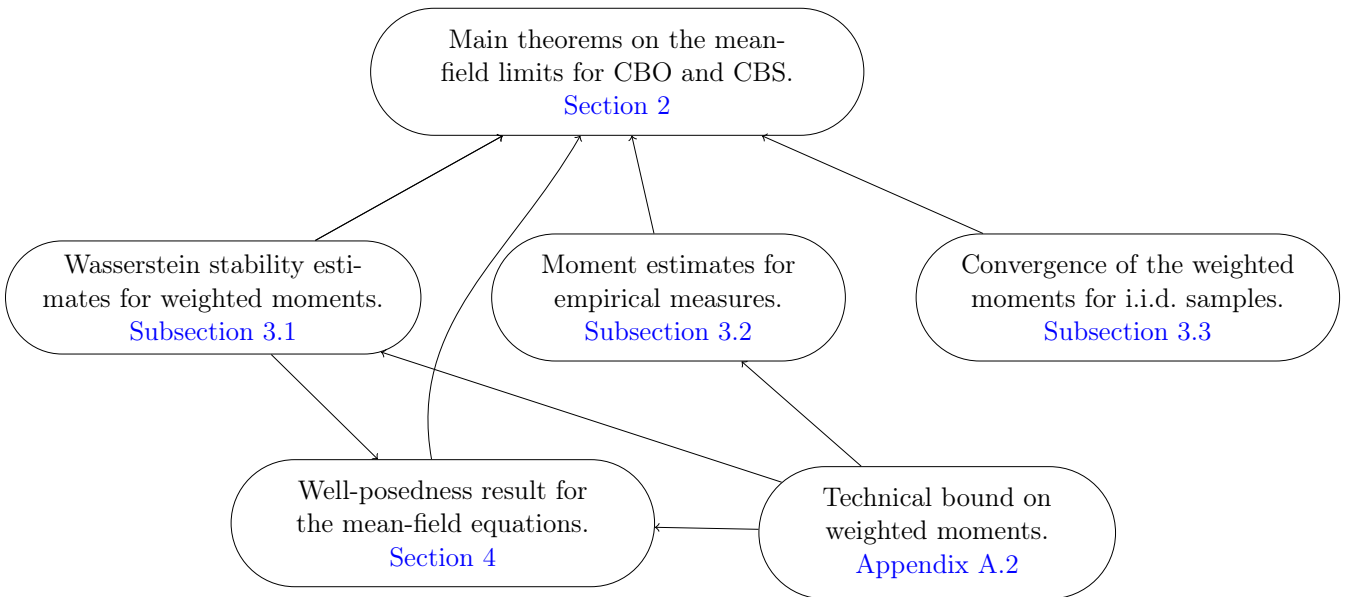 Main theorems on the mean-
field limits for CBO and CBS.
Section 2
Wasserstein stability esti-
mates for weighted moments.
Subsection 3.1
Moment estimates for
empirical measures.
Subsection 3.2
Convergence of the weighted
moments for i.i.d. samples.
Subsection 3.3
Well-posedness result for
the mean-field equations.
Section 4
Technical bound on
weighted moments.
Appendix A.2